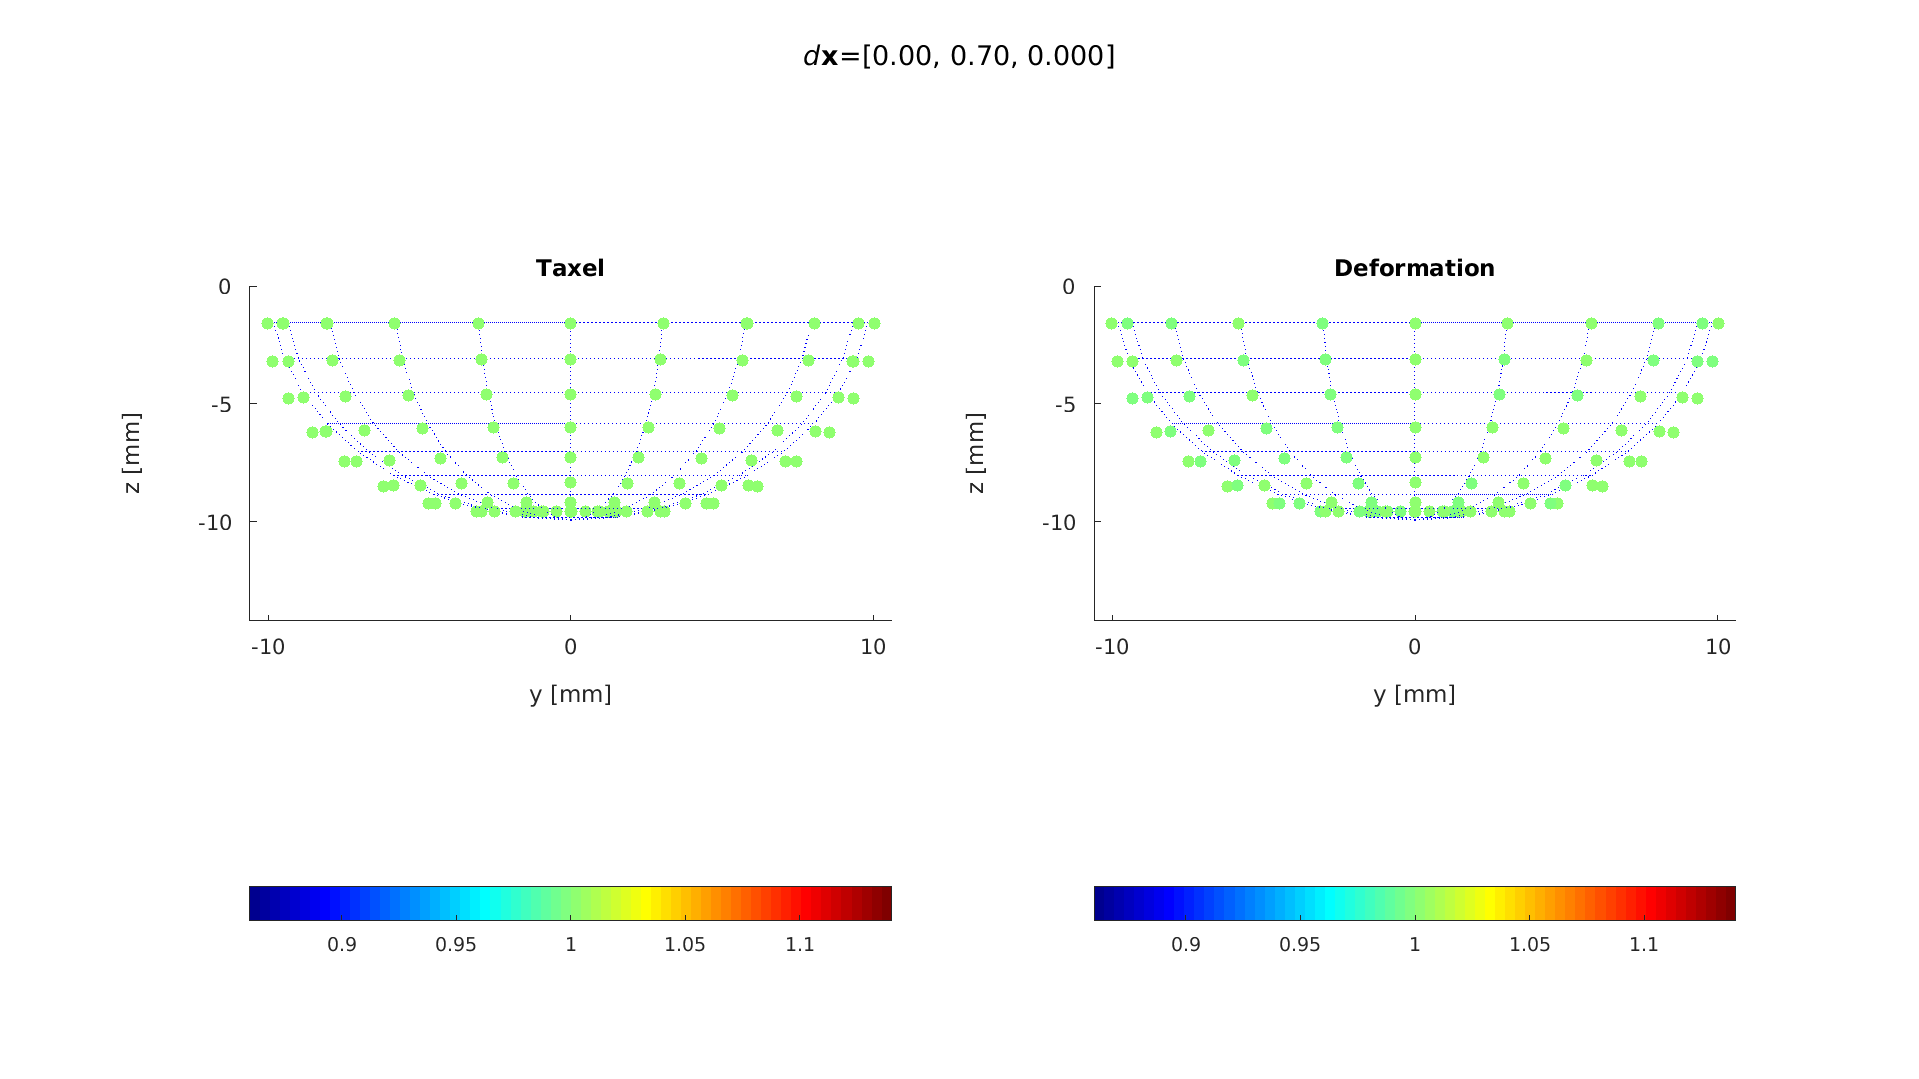 dx=[0.00, 0.70, 0.000]
Taxel
0
-5
-10
z [mm]
-10 0 10
y [mm]
0.9 0.95 1 1.05 1.1
Deformation
0
-5
-10
z [mm]
-10 0 10
y [mm]
0.9 0.95 1 1.05 1.1